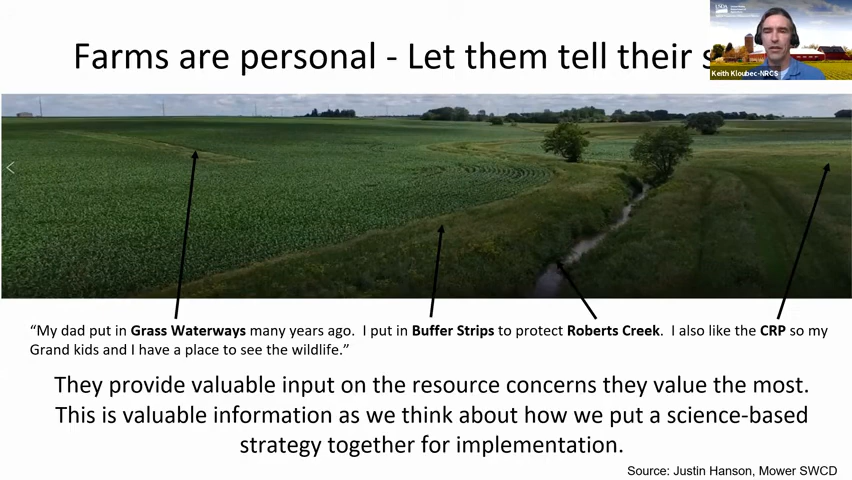 USDA
Farms are personal - Let them tell their s
Keith Kloubec-NRCS
“My dad put in Grass Waterways many years ago. I put in Buffer Strips to protect Roberts Creek. I also like the CRP so my
Grand kids and I have a place to see the wildlife.”
They provide valuable input on the resource concerns they value the most.
This is valuable information as we think about how we put a science-based
strategy together for implementation.
Source: Justin Hanson, Mower SWCD